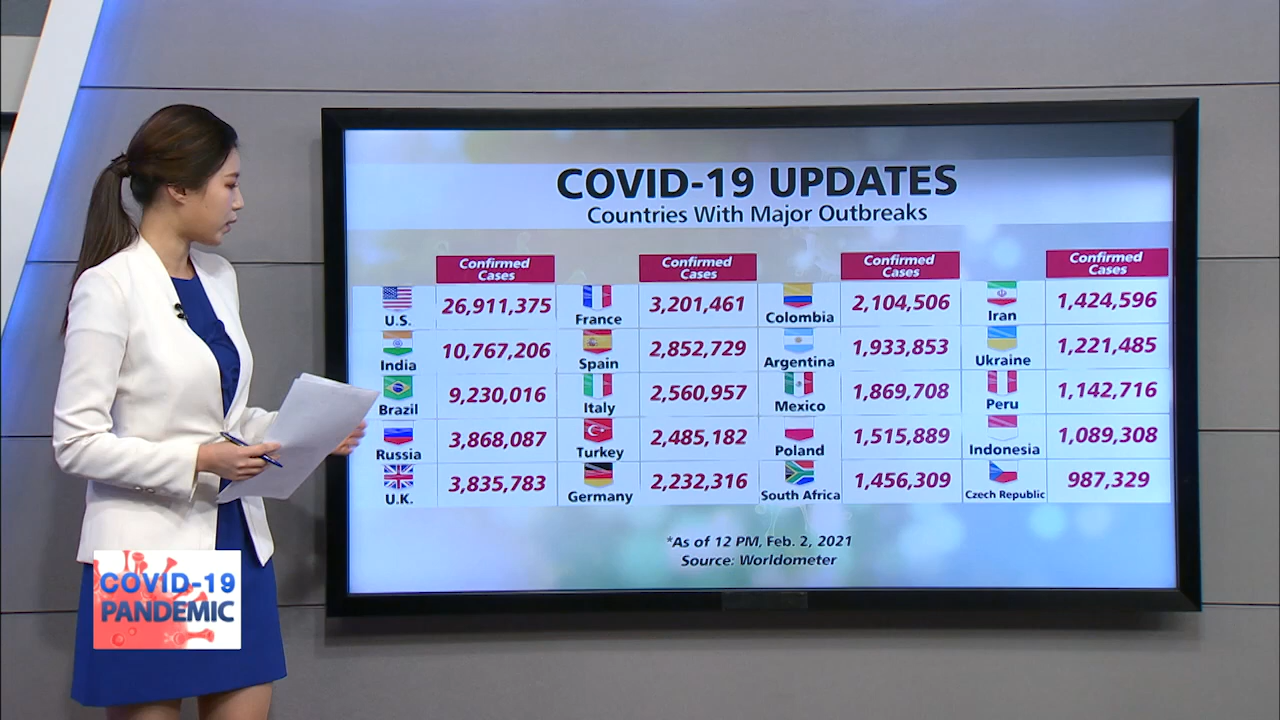 COVID-19 UPDATES
Countries With Major Outbreaks
Confirmed Cases Confirmed Cases Confirmed Cases Confirmed Cases
U.S. 26,911,375 France 3,201,461 Colombia 2,104,506 Iran 1,424,596
India 10,767,206 Spain 2,852,729 Argentina 1,933,853 Ukraine 1,221,485
Brazil 9,230,016 Italy 2,560,957 Mexico 1,869,708 Peru 1,142,716
Russia 3,868,087 Turkey 2,485,182 Poland 1,515,889 Indonesia 1,089,308
U.K. 3,835,783 Germany 2,232,316 South Africa 1,456,309 Czech Republic 987,329
*As of 12 PM, Feb. 2, 2021
Source: Worldometer
COVID-19
PANDEMIC